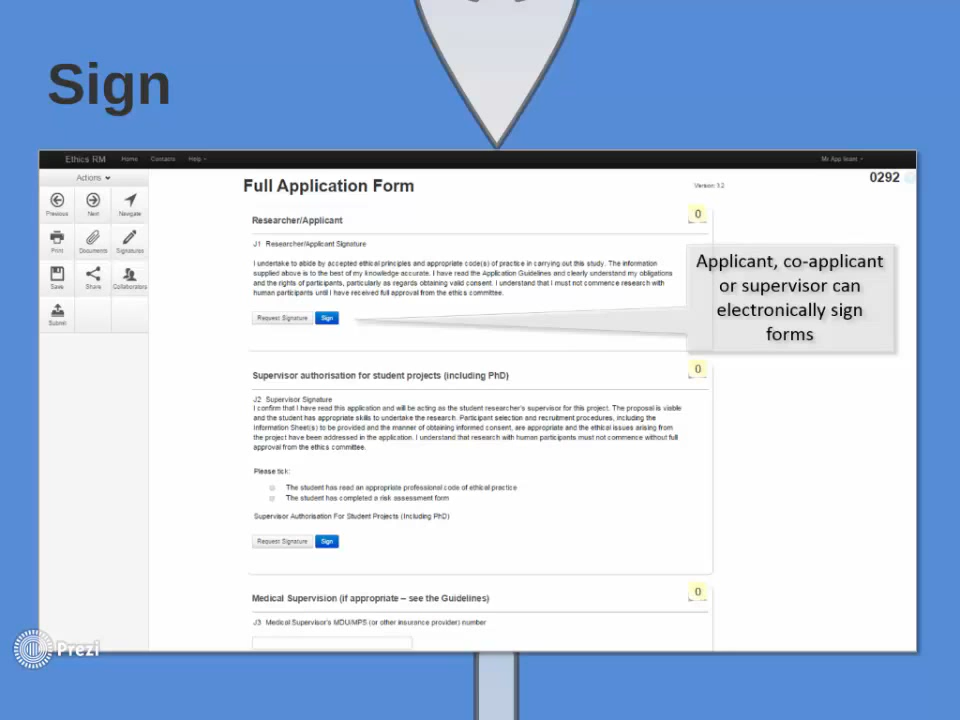 Sign
Ethics RM Home Contacts Help Mr App licant
Actions
Full Application Form
Version 3.2
0292
Previous Next Navigate
Print Documents Signatures
Save Share Collaborators
Submit
Researcher/Applicant
0
J1 Researcher/Applicant Signature
I undertake to abide by accepted ethical principles and appropriate code(s) of practice in carrying out this study. The information
supplied above is to the best of my knowledge accurate. I have read the Application Guidelines and clearly understand my obligations
and the rights of participants, particularly as regards obtaining valid consent. I understand that I must not commence research with
human participants until I have received full approval from the ethics committee.
Request Signature Sign
Applicant, co-applicant
or supervisor can
electronically sign
forms
Supervisor authorisation for student projects (including PhD)
0
J2 Supervisor Signature
I confirm that I have read this application and will be acting as the student researcher's supervisor for this project. The proposal is viable
and the student has appropriate skills to undertake the research. Participant selection and recruitment procedures, including the
Information Sheet(s) to be provided and the manner of obtaining informed consent, are appropriate and the ethical issues arising from
the project have been addressed in the application. I understand that research with human participants must not commence without full
approval from the ethics committee.
Please tick:
The student has read an appropriate professional code of ethical practice
The student has completed a risk assessment form
Supervisor Authorisation For Student Projects (Including PhD)
Request Signature Sign
Medical Supervision (if appropriate – see the Guidelines)
0
J3 Medical Supervisor's MDU/MPS (or other insurance provider) number
Prezi